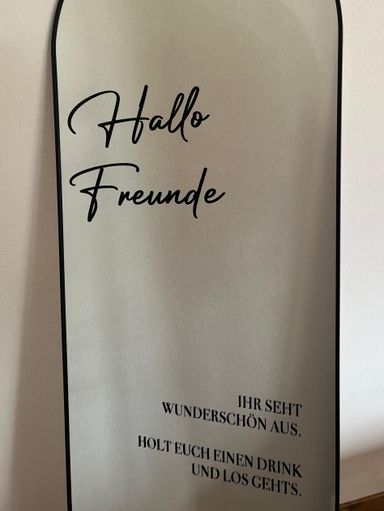 Hallo
Freunde
IHR SEHT
WUNDERSCHÖN AUS.
HOLT EUCH EINEN DRINK
UND LOS GEHTS.